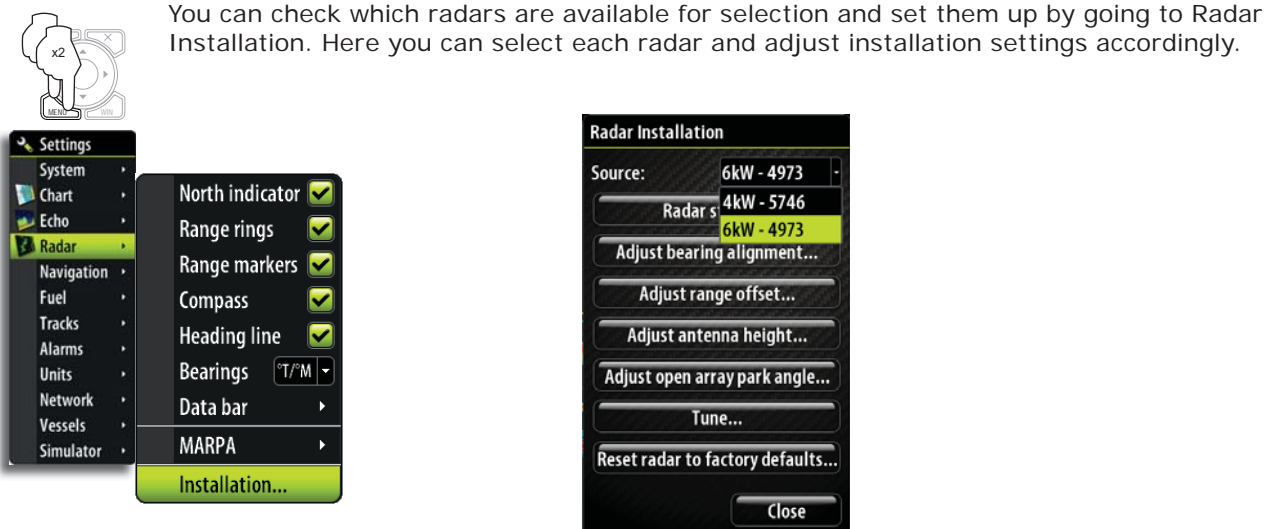 You can check which radars are available for selection and set them up by going to Radar
Installation. Here you can select each radar and adjust installation settings accordingly.
x2
MENU
WIN
Settings
System
Chart
Echo
Radar
Navigation
Fuel
Tracks
Alarms
Units
Network
Vessels
Simulator
North indicator
Range rings
Range markers
Compass
Heading line
Bearings °T/°M
Data bar
MARPA
Installation...
Radar Installation
Source: 6kW - 4973
4kW - 5746
6kW - 4973
Radar s
Adjust bearing alignment...
Adjust range offset...
Adjust antenna height...
Adjust open array park angle...
Tune...
Reset radar to factory defaults...
Close